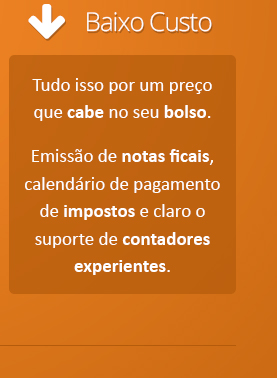 Baixo Custo
Tudo isso por um preço
que cabe no seu bolso.
Emissão de notas ficais,
calendário de pagamento
de impostos e claro o
suporte de contadores
experientes.